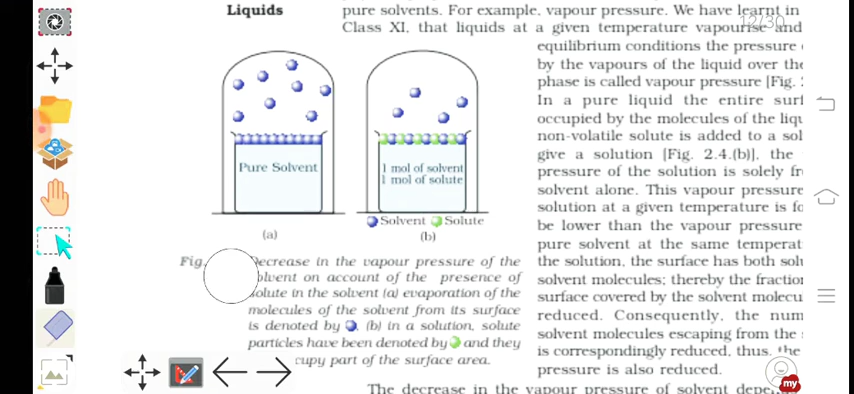 Liquids
pure solvents. For example, vapour pressure. We have learnt in
Class XI, that liquids at a given temperature vapourise and
12/30
equilibrium conditions the pressure
by the vapours of the liquid over the
phase is called vapour pressure [Fig.
In a pure liquid the entire surf
occupied by the molecules of the liqu
non-volatile solute is added to a sol
give a solution [Fig. 2.4.(b)], the
pressure of the solution is solely fr
solvent alone. This vapour pressure
solution at a given temperature is fo
be lower than the vapour pressure
pure solvent at the same temperat
the solution, the surface has both solu
solvent molecules; thereby the fraction
surface covered by the solvent molecu
reduced. Consequently, the num
solvent molecules escaping from the
is correspondingly reduced, thus, the
pressure is also reduced.
Pure Solvent
1 mol of solvent
1 mol of solute
Solvent Solute
(a)
(b)
Fig.
Decrease in the vapour pressure of the
solvent on account of the presence of
solute in the solvent (a) evaporation of the
molecules of the solvent from its surface
is denoted by , (b) in a solution, solute
particles have been denoted by and they
cupy part of the surface area.
The decrease in the vapour pressure of solvent depen
my